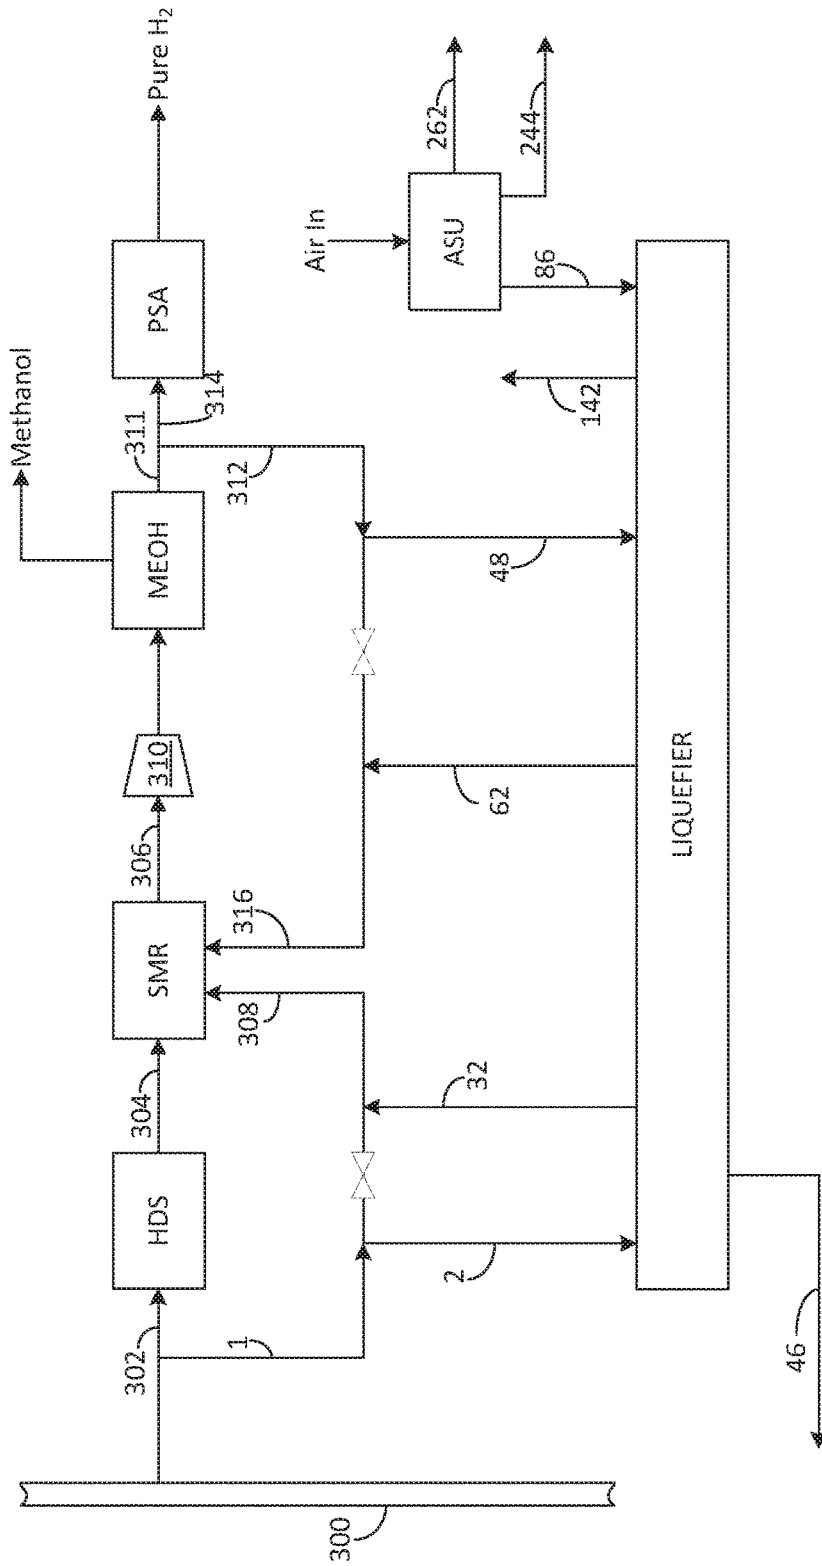 Methanol
Pure H₂
300
302
HDS
304
SMR
306
310
MEOH
311
314
PSA
1
308
316
312
Air In
ASU
262
244
2
32
62
48
142
86
LIQUEFIER
46